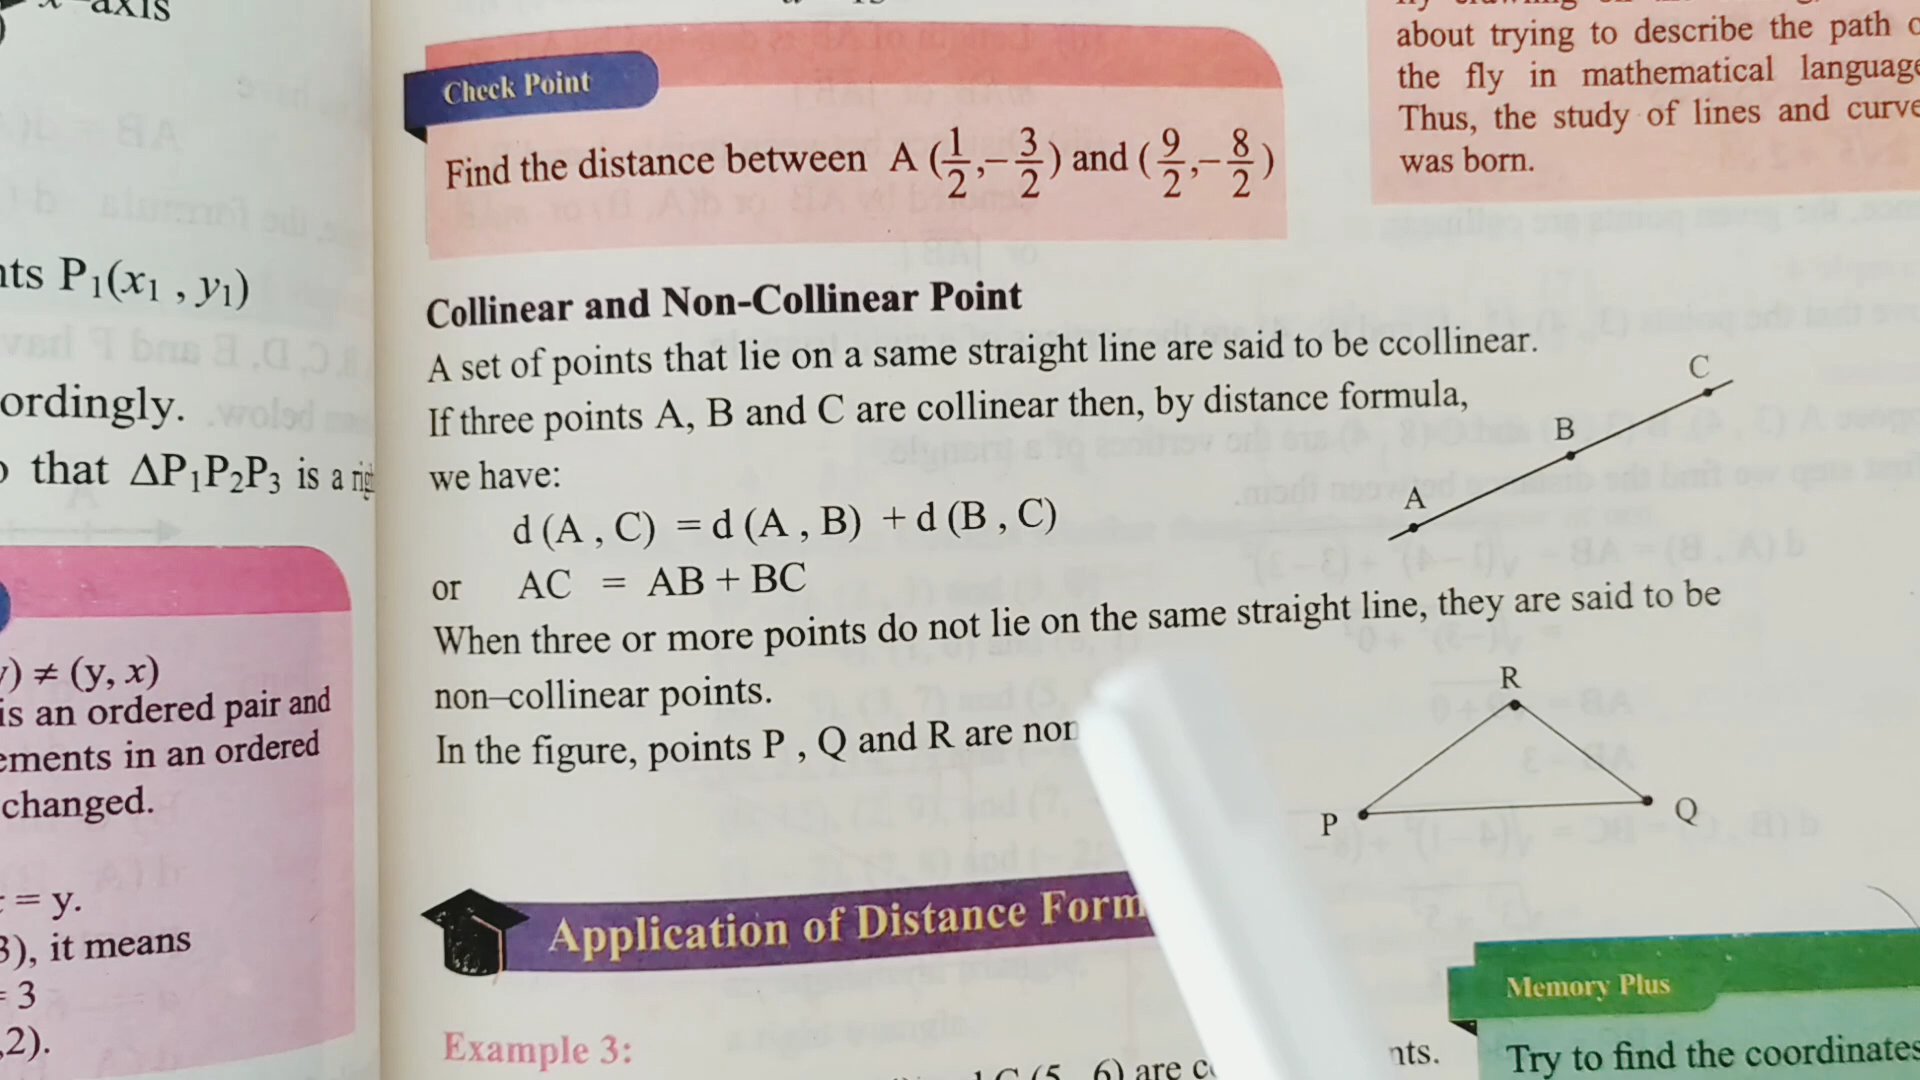 axis
nts P1(x1 , y1)
ordingly.
that ΔP1P2P3 is a
) ≠ (y, x)
is an ordered pair and
ements in an ordered
changed.
= y.
3), it means
= 3
,2).
Check Point
Find the distance between A (1/2,−3/2) and (9/2,−8/2)
Collinear and Non-Collinear Point
A set of points that lie on a same straight line are said to be ccollinear.
If three points A, B and C are collinear then, by distance formula,
we have:
d (A , C) = d (A , B) + d (B , C)
or AC = AB + BC
A
B
C
When three or more points do not lie on the same straight line, they are said to be
non–collinear points.
In the figure, points P , Q and R are non
R
P
Q
Application of Distance Form
Example 3:
C (5, 6) are
nts.
about trying to describe the path
the fly in mathematical language
Thus, the study of lines and curve
was born.
Memory Plus
Try to find the coordinates